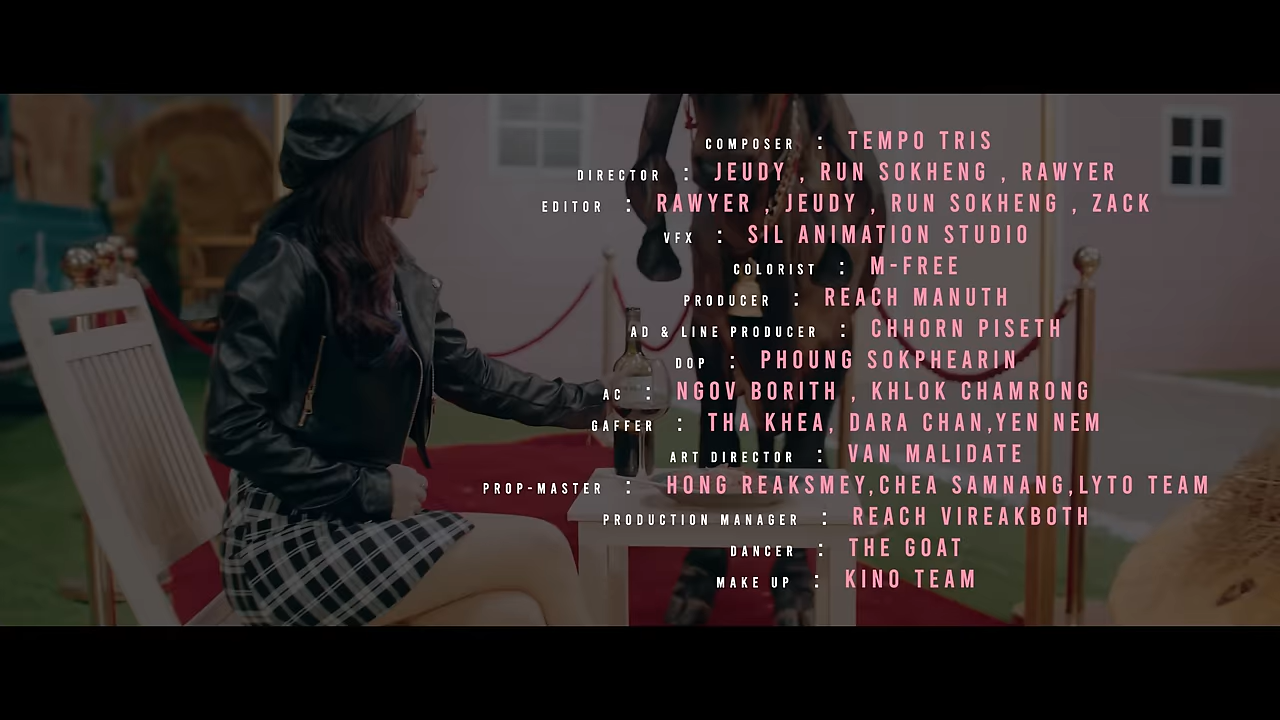 COMPOSER : TEMPO TRIS
DIRECTOR : JEUDY , RUN SOKHENG , RAWYER
EDITOR : RAWYER , JEUDY , RUN SOKHENG , ZACK
VFX : SIL ANIMATION STUDIO
COLORIST : M-FREE
PRODUCER : REACH MANUTH
AD & LINE PRODUCER : CHHORN PISETH
DOP : PHOUNG SOKPHEARIN
AC : NGOV BORITH , KHLOK CHAMRONG
GAFFER : THA KHEA, DARA CHAN,YEN NEM
ART DIRECTOR : VAN MALIDATE
PROP-MASTER : HONG REAKSMEY,CHEA SAMNANG,LYTO TEAM
PRODUCTION MANAGER : REACH VIREAKBOTH
DANCER : THE GOAT
MAKE UP : KINO TEAM